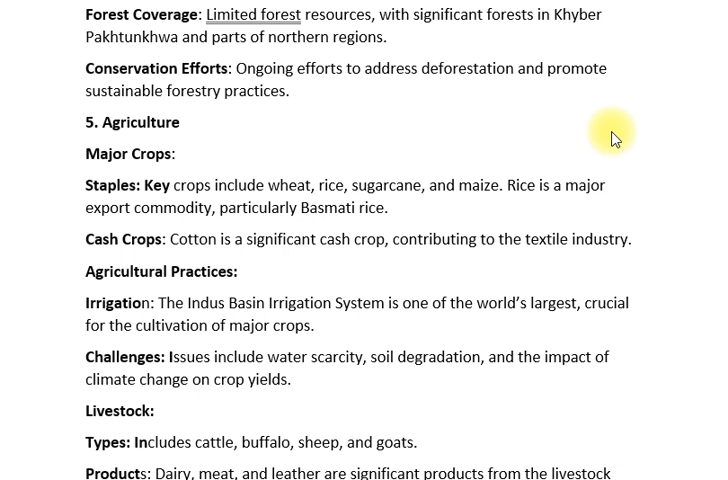 Forest Coverage: Limited forest resources, with significant forests in Khyber
Pakhtunkhwa and parts of northern regions.
Conservation Efforts: Ongoing efforts to address deforestation and promote
sustainable forestry practices.
5. Agriculture
Major Crops:
Staples: Key crops include wheat, rice, sugarcane, and maize. Rice is a major
export commodity, particularly Basmati rice.
Cash Crops: Cotton is a significant cash crop, contributing to the textile industry.
Agricultural Practices:
Irrigation: The Indus Basin Irrigation System is one of the world’s largest, crucial
for the cultivation of major crops.
Challenges: Issues include water scarcity, soil degradation, and the impact of
climate change on crop yields.
Livestock:
Types: Includes cattle, buffalo, sheep, and goats.
Products: Dairy, meat, and leather are significant products from the livestock